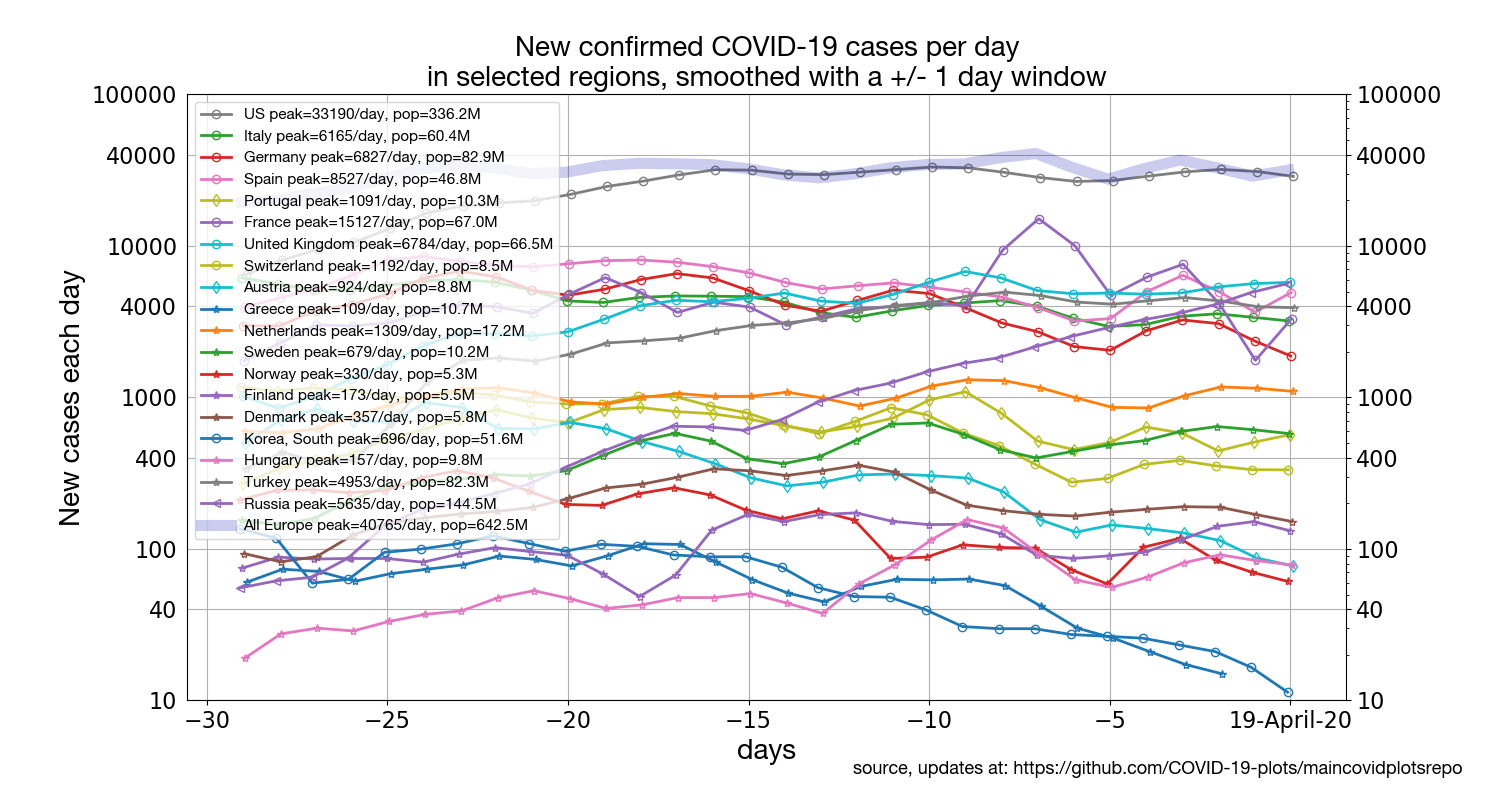 New confirmed COVID-19 cases per day
in selected regions, smoothed with a +/- 1 day window
New cases each day
100000
40000
10000
4000
1000
400
100
40
10
US peak=33190/day, pop=336.2M
Italy peak=6165/day, pop=60.4M
Germany peak=6827/day, pop=82.9M
Spain peak=8527/day, pop=46.8M
Portugal peak=1091/day, pop=10.3M
France peak=15127/day, pop=67.0M
United Kingdom peak=6784/day, pop=66.5M
Switzerland peak=1192/day, pop=8.5M
Austria peak=924/day, pop=8.8M
Greece peak=109/day, pop=10.7M
Netherlands peak=1309/day, pop=17.2M
Sweden peak=679/day, pop=10.2M
Norway peak=330/day, pop=5.3M
Finland peak=173/day, pop=5.5M
Denmark peak=357/day, pop=5.8M
Korea, South peak=696/day, pop=51.6M
Hungary peak=157/day, pop=9.8M
Turkey peak=4953/day, pop=82.3M
Russia peak=5635/day, pop=144.5M
All Europe peak=40765/day, pop=642.5M
100000
40000
10000
4000
1000
400
100
40
10
−30 −25 −20 −15 −10 −5 19-April-20
days
source, updates at: https://github.com/COVID-19-plots/maincovidplotsrepo